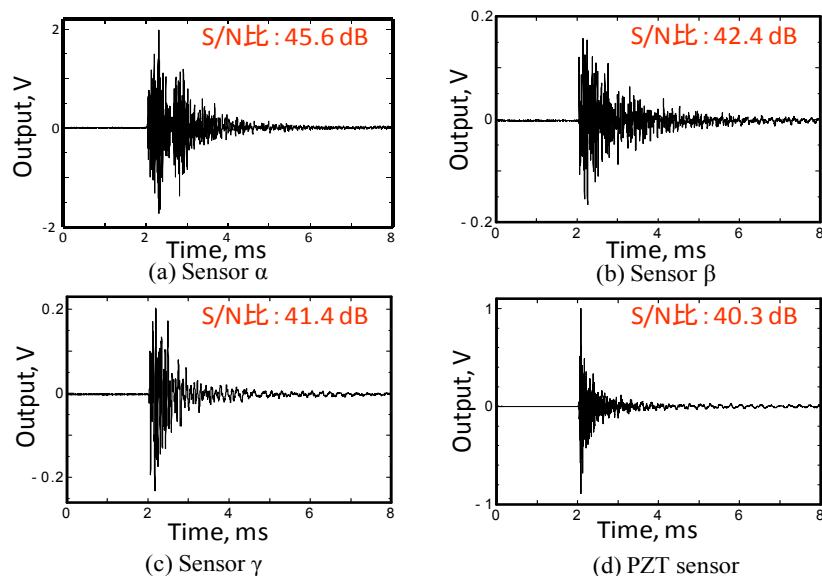 S/N比 : 45.6 dB
2
0
-2
Output, V
0 2 4 6 8
Time, ms
(a) Sensor α
S/N比 : 42.4 dB
0.2
0
- 0.2
Output, V
0 2 4 6 8
Time, ms
(b) Sensor β
S/N比 : 41.4 dB
0.2
0
- 0.2
Output, V
0 2 4 6 8
Time, ms
(c) Sensor γ
S/N比 : 40.3 dB
1
0
- 1
Output, V
0 2 4 6 8
Time, ms
(d) PZT sensor